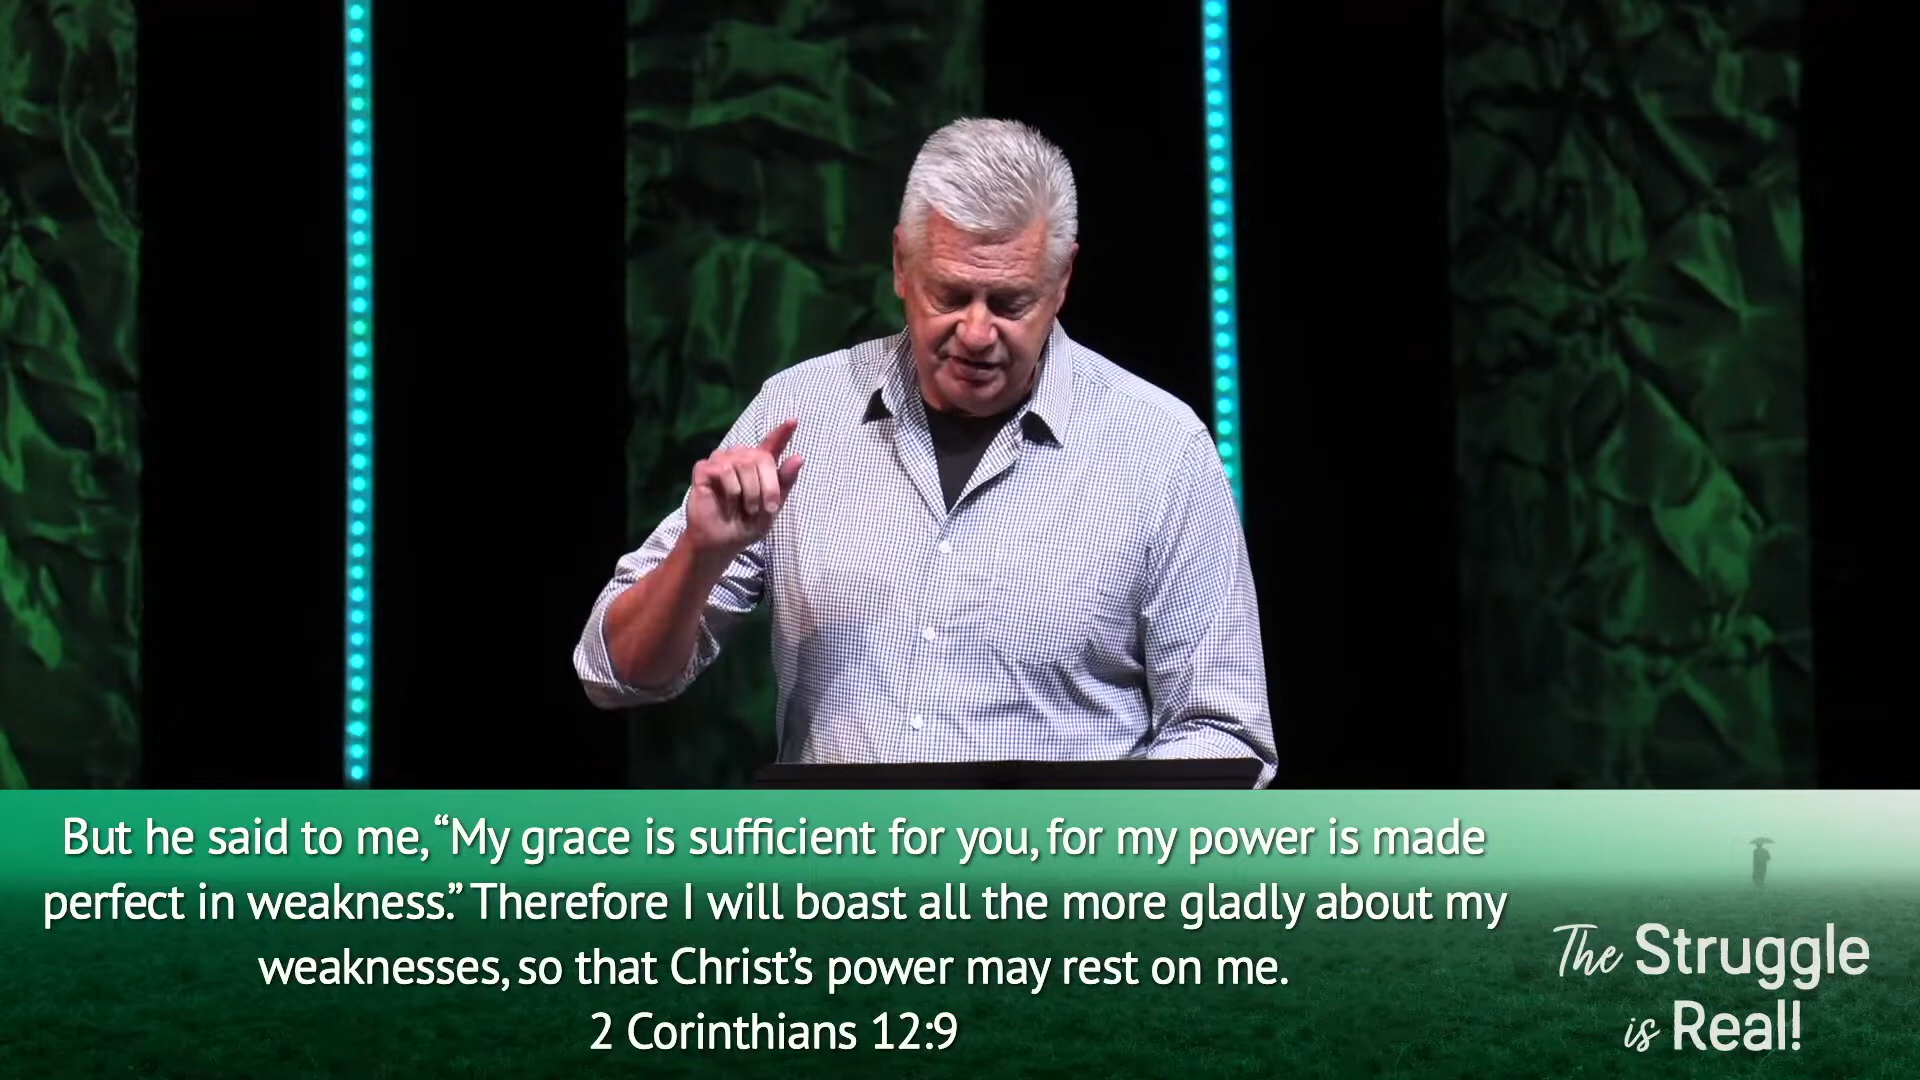 But he said to me, “My grace is sufficient for you, for my power is made
perfect in weakness.” Therefore I will boast all the more gladly about my
weaknesses, so that Christ’s power may rest on me.
2 Corinthians 12:9
The Struggle
is Real!